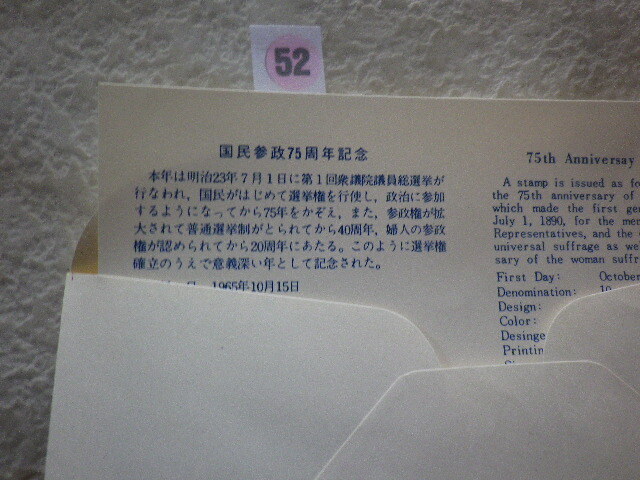 52
国民参政75周年記念
本年は明治23年7月1日に第1回衆議院議員総選挙が
行なわれ，国民がはじめて選挙権を行使し，政治に参加
するようになってから75年をかぞえ，また，参政権が拡
大されて普通選挙制がとられてから40周年，婦人の参政
権が認められてから20周年にあたる。このように選挙権
確立のうえで意義深い年として記念された。
日 1965年10月15日
75th Anniversay
A stamp is issued as fo
the 75th anniversary of
which made the first gen
July 1, 1890, for the mem
Representatives, and the
universal suffrage as wel
sary of the woman suffr
First Day: October
Denomination: 10
Design:
Color:
Desinge
Printin